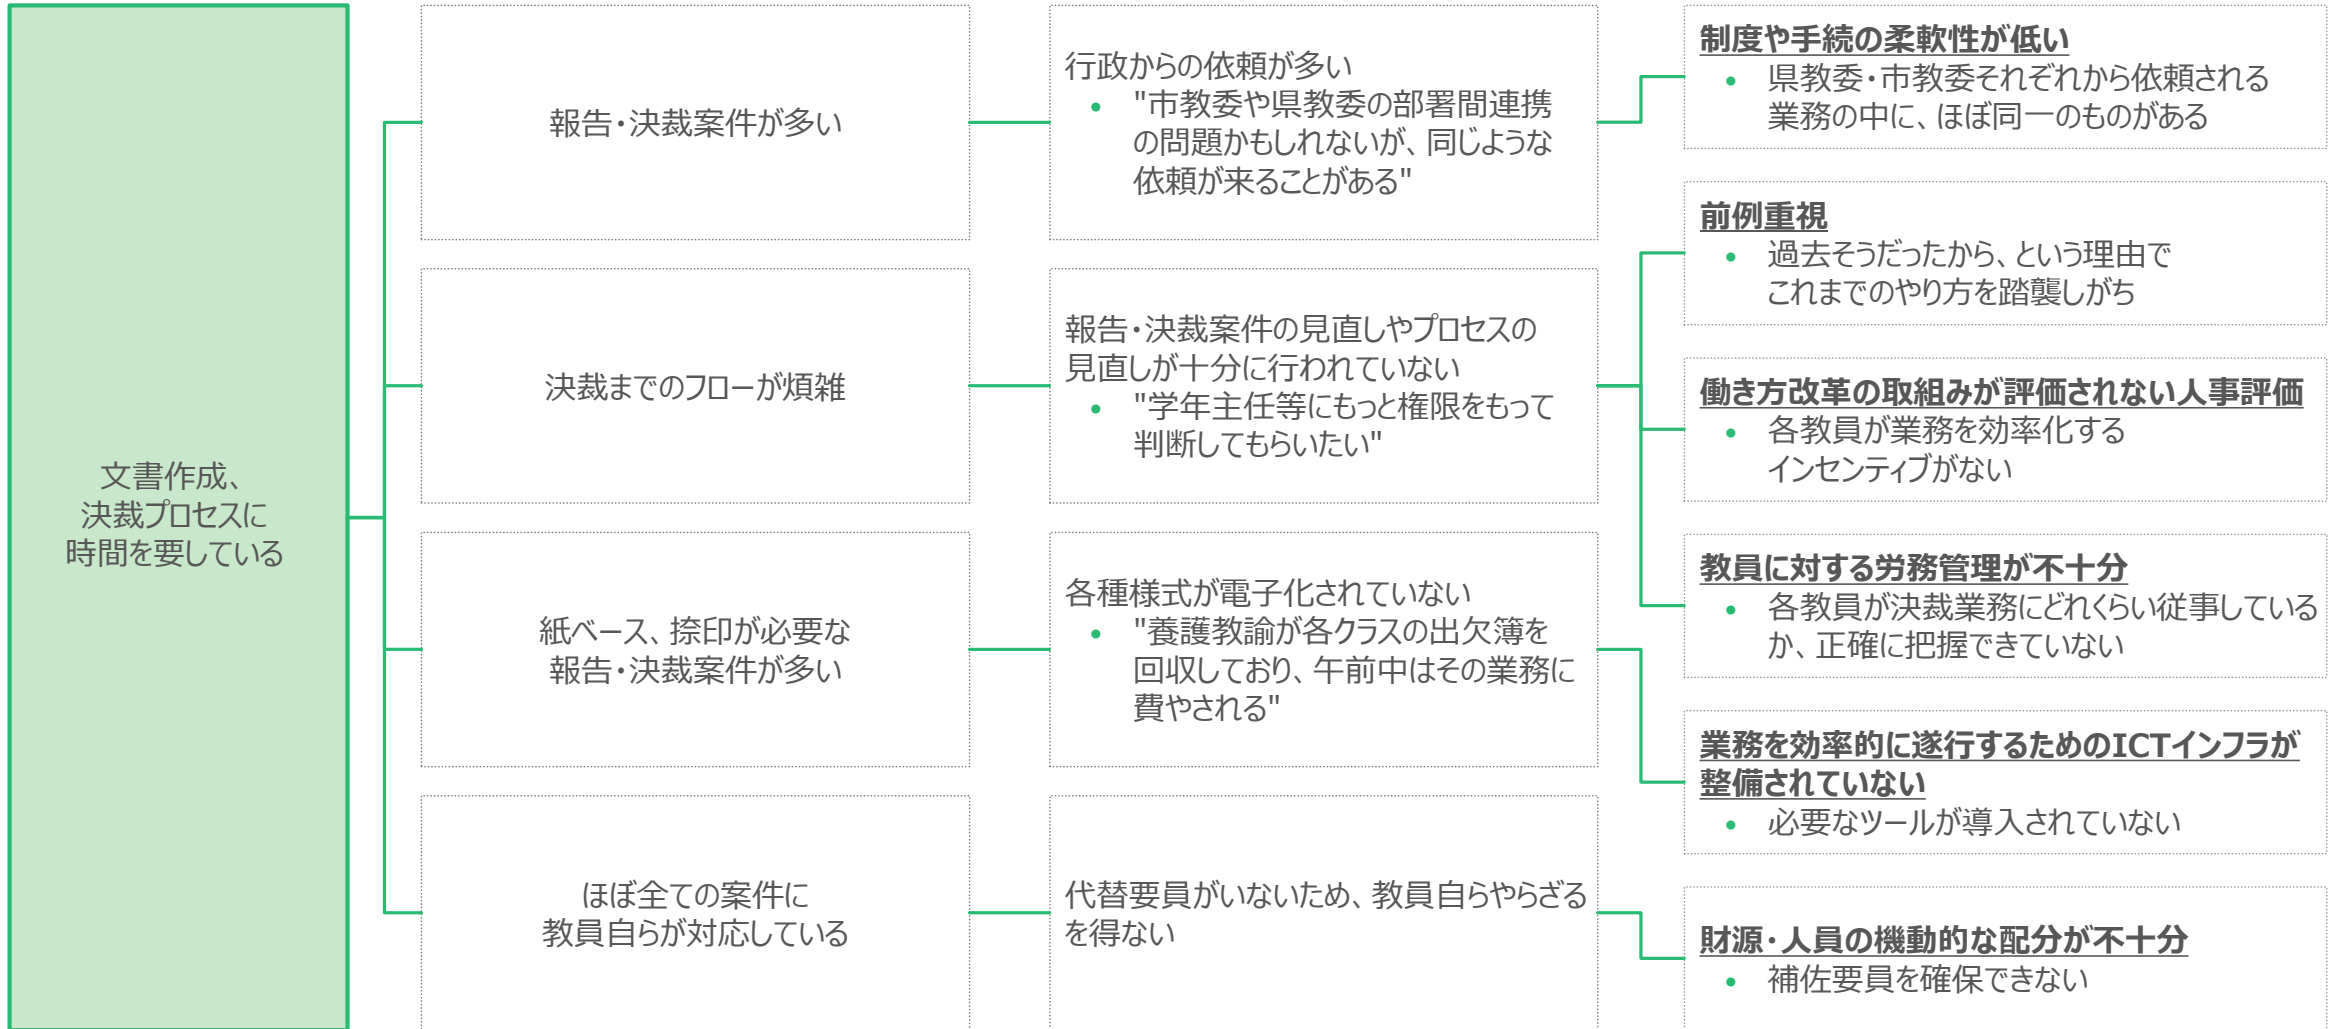 文書作成、
決裁プロセスに
時間を要している
報告・決裁案件が多い
決裁までのフローが煩雑
紙ベース、捺印が必要な
報告・決裁案件が多い
ほぼ全ての案件に
教員自らが対応している
行政からの依頼が多い
• "市教委や県教委の部署間連携
の問題かもしれないが、同じような
依頼が来ることがある"
報告・決裁案件の見直しやプロセスの
見直しが十分に行われていない
• "学年主任等にもっと権限をもって
判断してもらいたい"
各種様式が電子化されていない
• "養護教諭が各クラスの出欠簿を
回収しており、午前中はその業務に
費やされる"
代替要員がいないため、教員自らやらざる
を得ない
制度や手続の柔軟性が低い
• 県教委・市教委それぞれから依頼される
業務の中に、ほぼ同一のものがある
前例重視
• 過去そうだったから、という理由で
これまでのやり方を踏襲しがち
働き方改革の取組みが評価されない人事評価
• 各教員が業務を効率化する
インセンティブがない
教員に対する労務管理が不十分
• 各教員が決裁業務にどれくらい従事している
か、正確に把握できていない
業務を効率的に遂行するためのICTインフラが
整備されていない
• 必要なツールが導入されていない
財源・人員の機動的な配分が不十分
• 補佐要員を確保できない